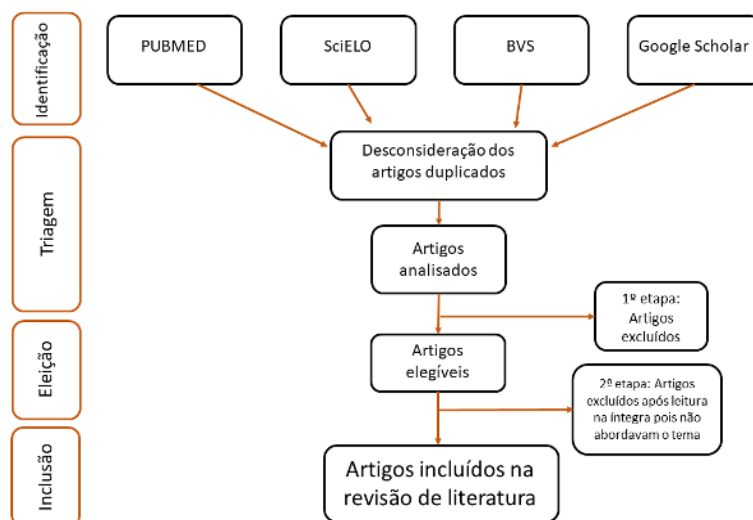 Identificação
PUBMED
SciELO
BVS
Google Scholar
Triagem
Desconsideração dos
artigos duplicados
Artigos
analisados
1º etapa:
Artigos
excluídos
Eleição
Artigos
elegíveis
2º etapa: Artigos
excluídos após leitura
na íntegra pois não
abordavam o tema
Inclusão
Artigos incluídos na
revisão de literatura